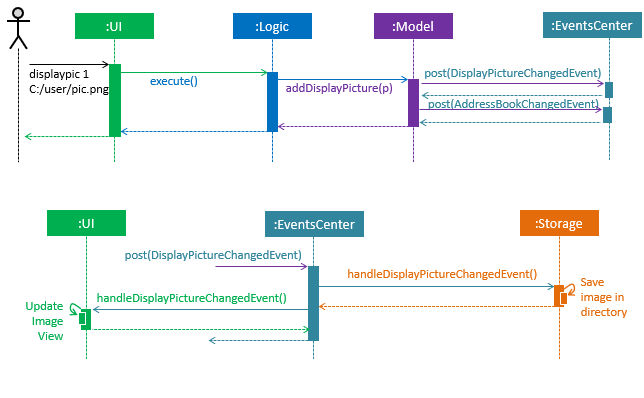 :UI
:Logic
:Model
:EventsCenter
displaypic 1
C:/user/pic.png
execute()
addDisplayPicture(p)
post(DisplayPictureChangedEvent)
post(AddressBookChangedEvent)
:UI
:EventsCenter
:Storage
post(DisplayPictureChangedEvent)
handleDisplayPictureChangedEvent()
Save
image in
directory
handleDisplayPictureChangedEvent()
Update
Image
View